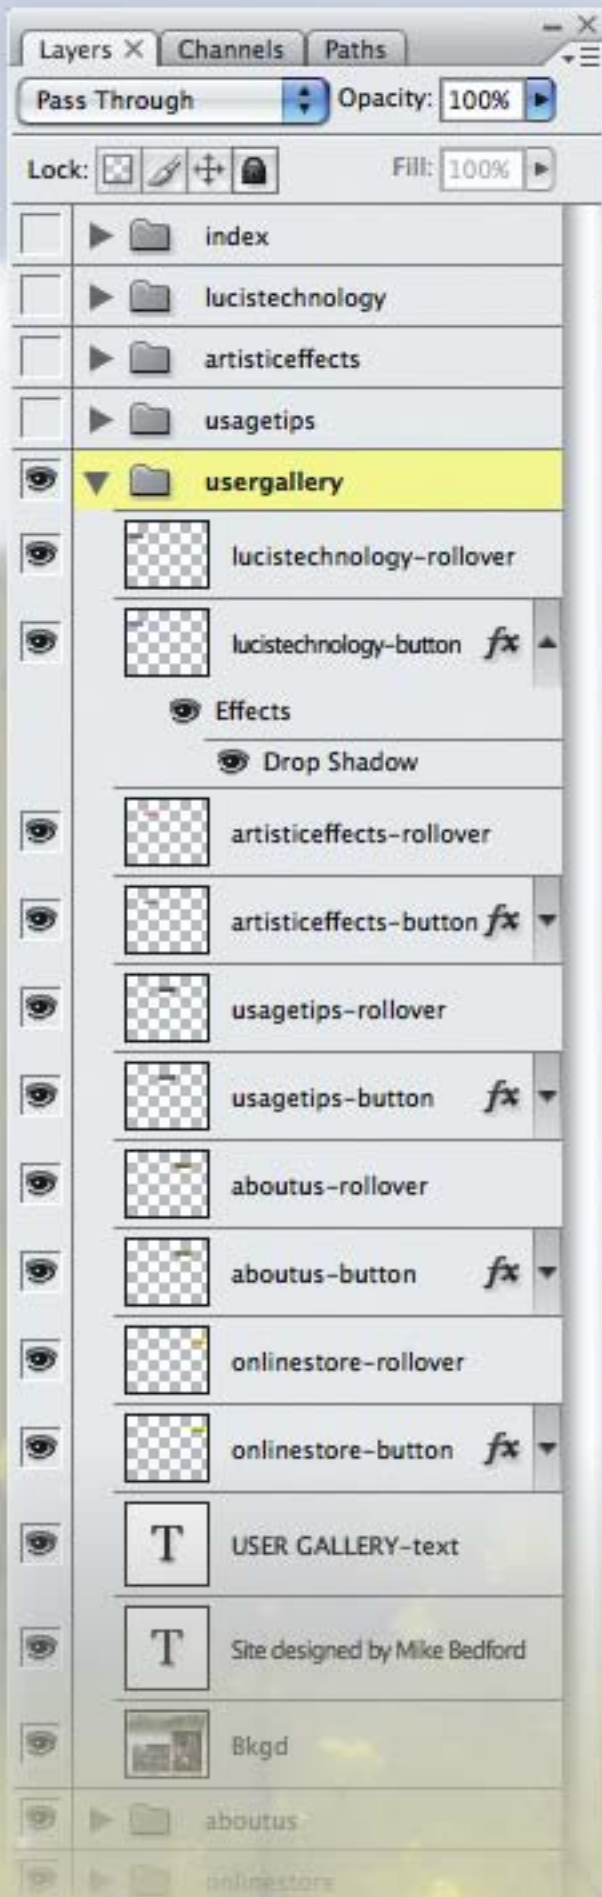 Layers Channels Paths
Pass Through Opacity: 100%
Lock: Fill: 100%
index
lucistechnology
artisticeffects
usagetips
usergallery
lucistechnology-rollover
lucistechnology-button fx
Effects
Drop Shadow
artisticeffects-rollover
artisticeffects-button fx
usagetips-rollover
usagetips-button fx
aboutus-rollover
aboutus-button fx
onlinestore-rollover
onlinestore-button fx
T USER GALLERY-text
T Site designed by Mike Bedford
Bkgd
aboutus
onlinestore